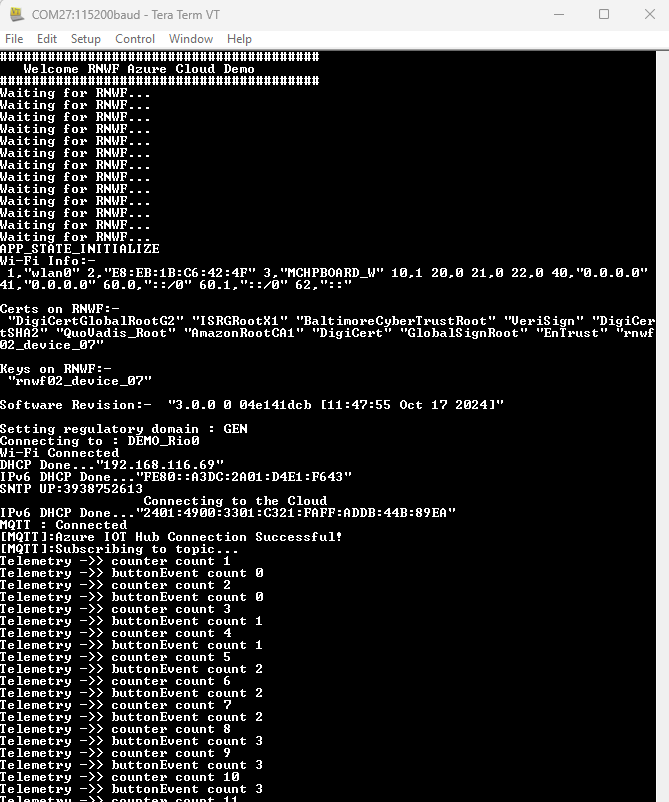 COM27:115200baud - Tera Term VT
File Edit Setup Control Window Help
########################################
Welcome RNWF Azure Cloud Demo
########################################
Waiting for RNWF...
Waiting for RNWF...
Waiting for RNWF...
Waiting for RNWF...
Waiting for RNWF...
Waiting for RNWF...
Waiting for RNWF...
Waiting for RNWF...
Waiting for RNWF...
Waiting for RNWF...
Waiting for RNWF...
Waiting for RNWF...
Waiting for RNWF...
APP_STATE_INITIALIZE
Wi-Fi Info:-
1,"wlan0" 2,"E8:EB:1B:C6:42:4F" 3,"MCHPBOARD_W" 10,1 20,0 21,0 22,0 40,"0.0.0.0"
41,"0.0.0.0" 60.0,"::/0" 60.1,"::/0" 62,"::"
Certs on RNWF:-
"DigiCertGlobalRootG2" "ISRGRootX1" "BaltimoreCyberTrustRoot" "VeriSign" "DigiCer
tSHA2" "QuoVadis_Root" "AmazonRootCA1" "DigiCert" "GlobalSignRoot" "EnTrust" "rnwf
02_device_07"
Keys on RNWF:-
"rnwf02_device_07"
Software Revision:- "3.0.0 0 04e141dcb [11:47:55 Oct 17 2024]"
Setting regulatory domain : GEN
Connecting to : DEMO_Rio0
Wi-Fi Connected
DHCP Done..."192.168.116.69"
IPv6 DHCP Done..."FE80::A3DC:2A01:D4E1:F643"
SNTP UP:3938752613
Connecting to the Cloud
IPv6 DHCP Done..."2401:4900:3301:C321:FAFF:ADDB:44B:89EA"
MQTT : Connected
[MQTT]:Azure IOT Hub Connection Successful!
[MQTT]:Subscribing to topic...
Telemetry ->> counter count 1
Telemetry ->> buttonEvent count 0
Telemetry ->> counter count 2
Telemetry ->> buttonEvent count 0
Telemetry ->> counter count 3
Telemetry ->> buttonEvent count 1
Telemetry ->> counter count 4
Telemetry ->> buttonEvent count 1
Telemetry ->> counter count 5
Telemetry ->> buttonEvent count 2
Telemetry ->> counter count 6
Telemetry ->> buttonEvent count 2
Telemetry ->> counter count 7
Telemetry ->> buttonEvent count 2
Telemetry ->> counter count 8
Telemetry ->> buttonEvent count 3
Telemetry ->> counter count 9
Telemetry ->> buttonEvent count 3
Telemetry ->> counter count 10
Telemetry ->> buttonEvent count 3
Telemetry ->> counter count 11